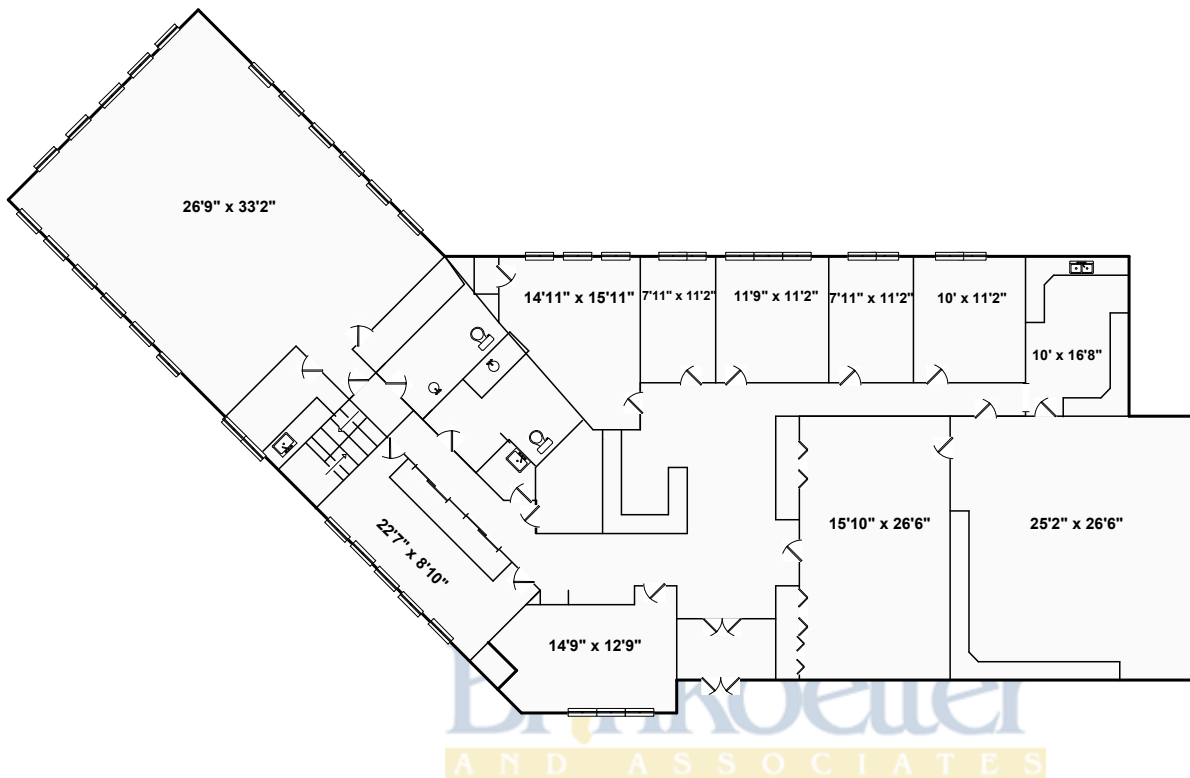 26'9" x 33'2"
14'11" x 15'11"
7'11" x 11'2"
11'9" x 11'2"
7'11" x 11'2"
10' x 11'2"
10' x 16'8"
22'7" x 8'10"
15'10" x 26'6"
25'2" x 26'6"
14'9" x 12'9"
AND ASSOCIATES